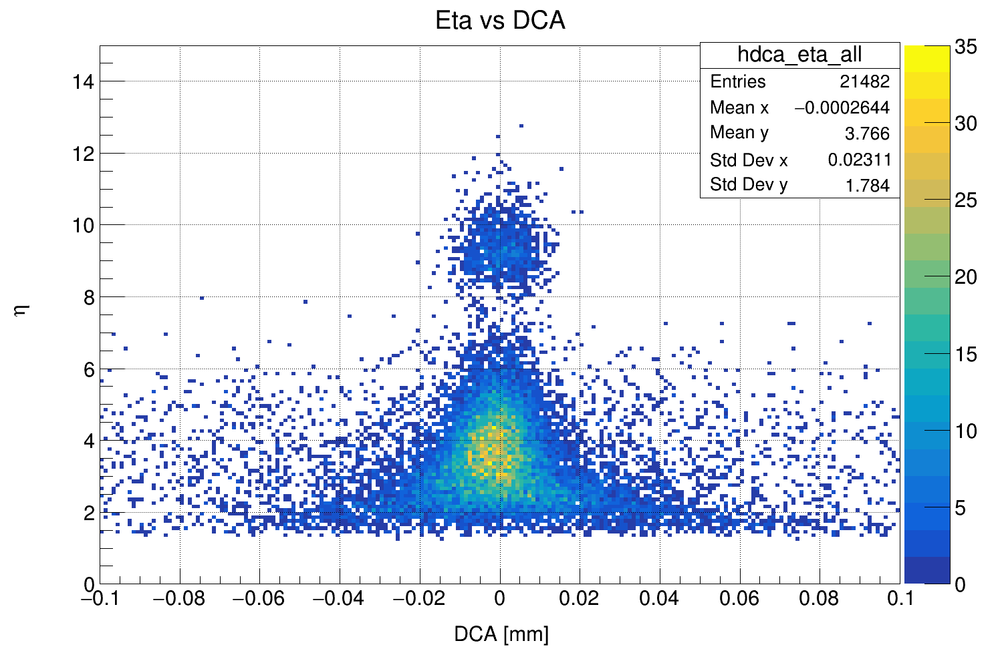 Eta vs DCA
hdca_eta_all
Entries 21482
Mean x −0.0002644
Mean y 3.766
Std Dev x 0.02311
Std Dev y 1.784
35
30
25
20
15
10
5
0
14
12
10
8
6
4
2
0
η
−0.1 −0.08 −0.06 −0.04 −0.02 0 0.02 0.04 0.06 0.08 0.1
DCA [mm]